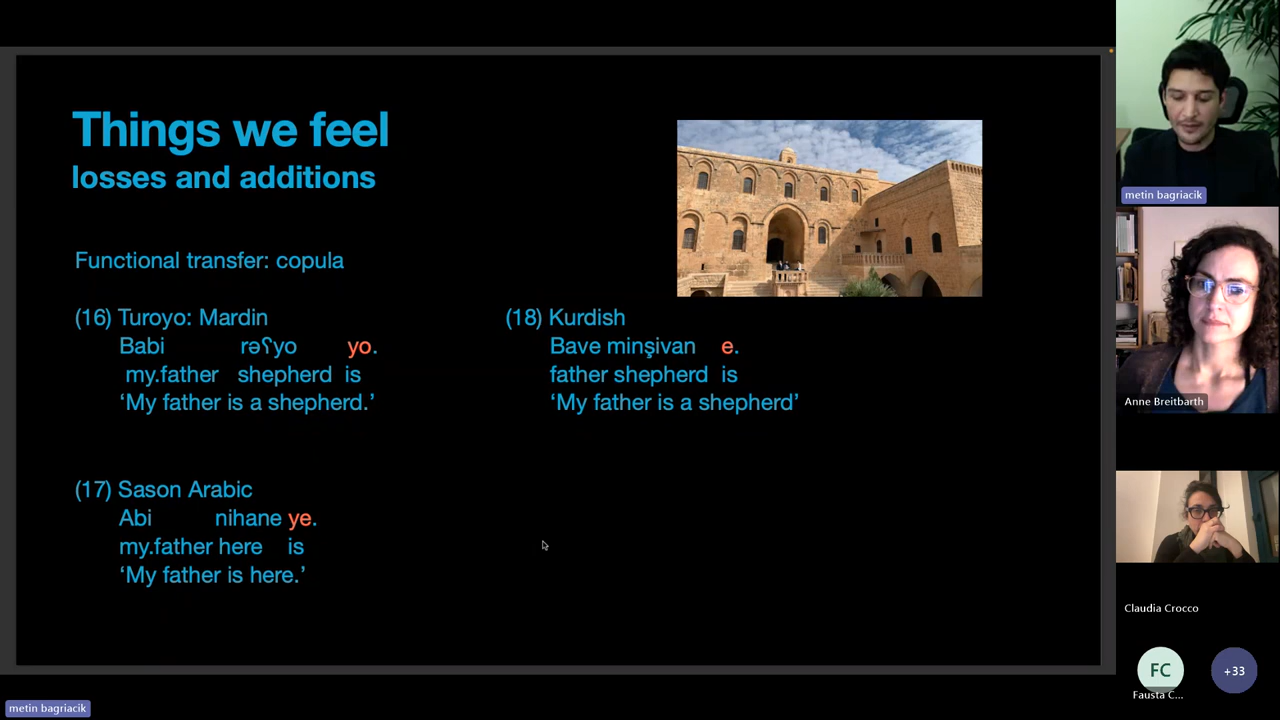 Things we feel
losses and additions
Functional transfer: copula
(16) Turoyo: Mardin
Babi rəʕyo yo.
my.father shepherd is
‘My father is a shepherd.’
(17) Sason Arabic
Abi nihane ye.
my.father here is
‘My father is here.’
(18) Kurdish
Bave minşivan e.
father shepherd is
‘My father is a shepherd’
metin bagriacik
Anne Breitbarth
Claudia Crocco
FC
Fausta C...
+33
metin bagriacik